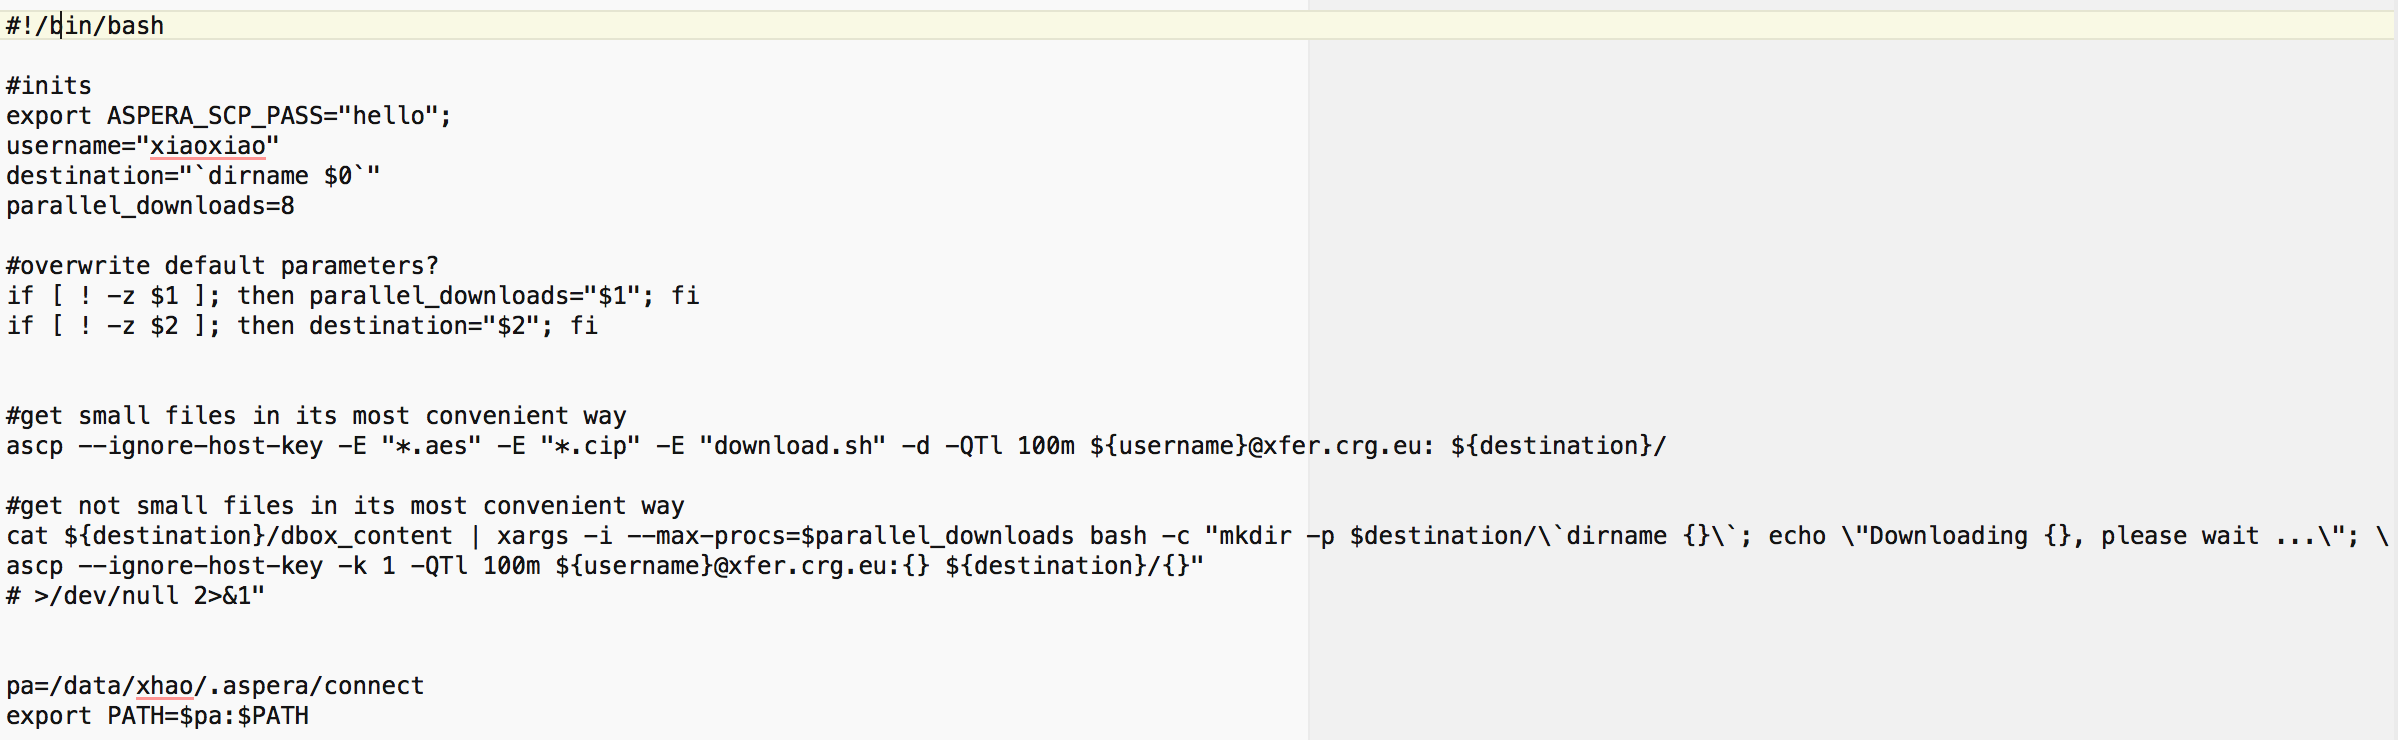 #!/bin/bash
#inits
export ASPERA_SCP_PASS="hello";
username="xiaoxiao"
destination="`dirname $0`"
parallel_downloads=8
#overwrite default parameters?
if [ ! -z $1 ]; then parallel_downloads="$1"; fi
if [ ! -z $2 ]; then destination="$2"; fi
#get small files in its most convenient way
ascp --ignore-host-key -E "*.aes" -E "*.cip" -E "download.sh" -d -QTl 100m ${username}@xfer.crg.eu: ${destination}/
#get not small files in its most convenient way
cat ${destination}/dbox_content | xargs -i --max-procs=$parallel_downloads bash -c "mkdir -p $destination/\`dirname {}\`; echo \"Downloading {}, please wait ...\"; \
ascp --ignore-host-key -k 1 -QTl 100m ${username}@xfer.crg.eu:{} ${destination}/{}"
# >/dev/null 2>&1"
pa=/data/xhao/.aspera/connect
export PATH=$pa:$PATH